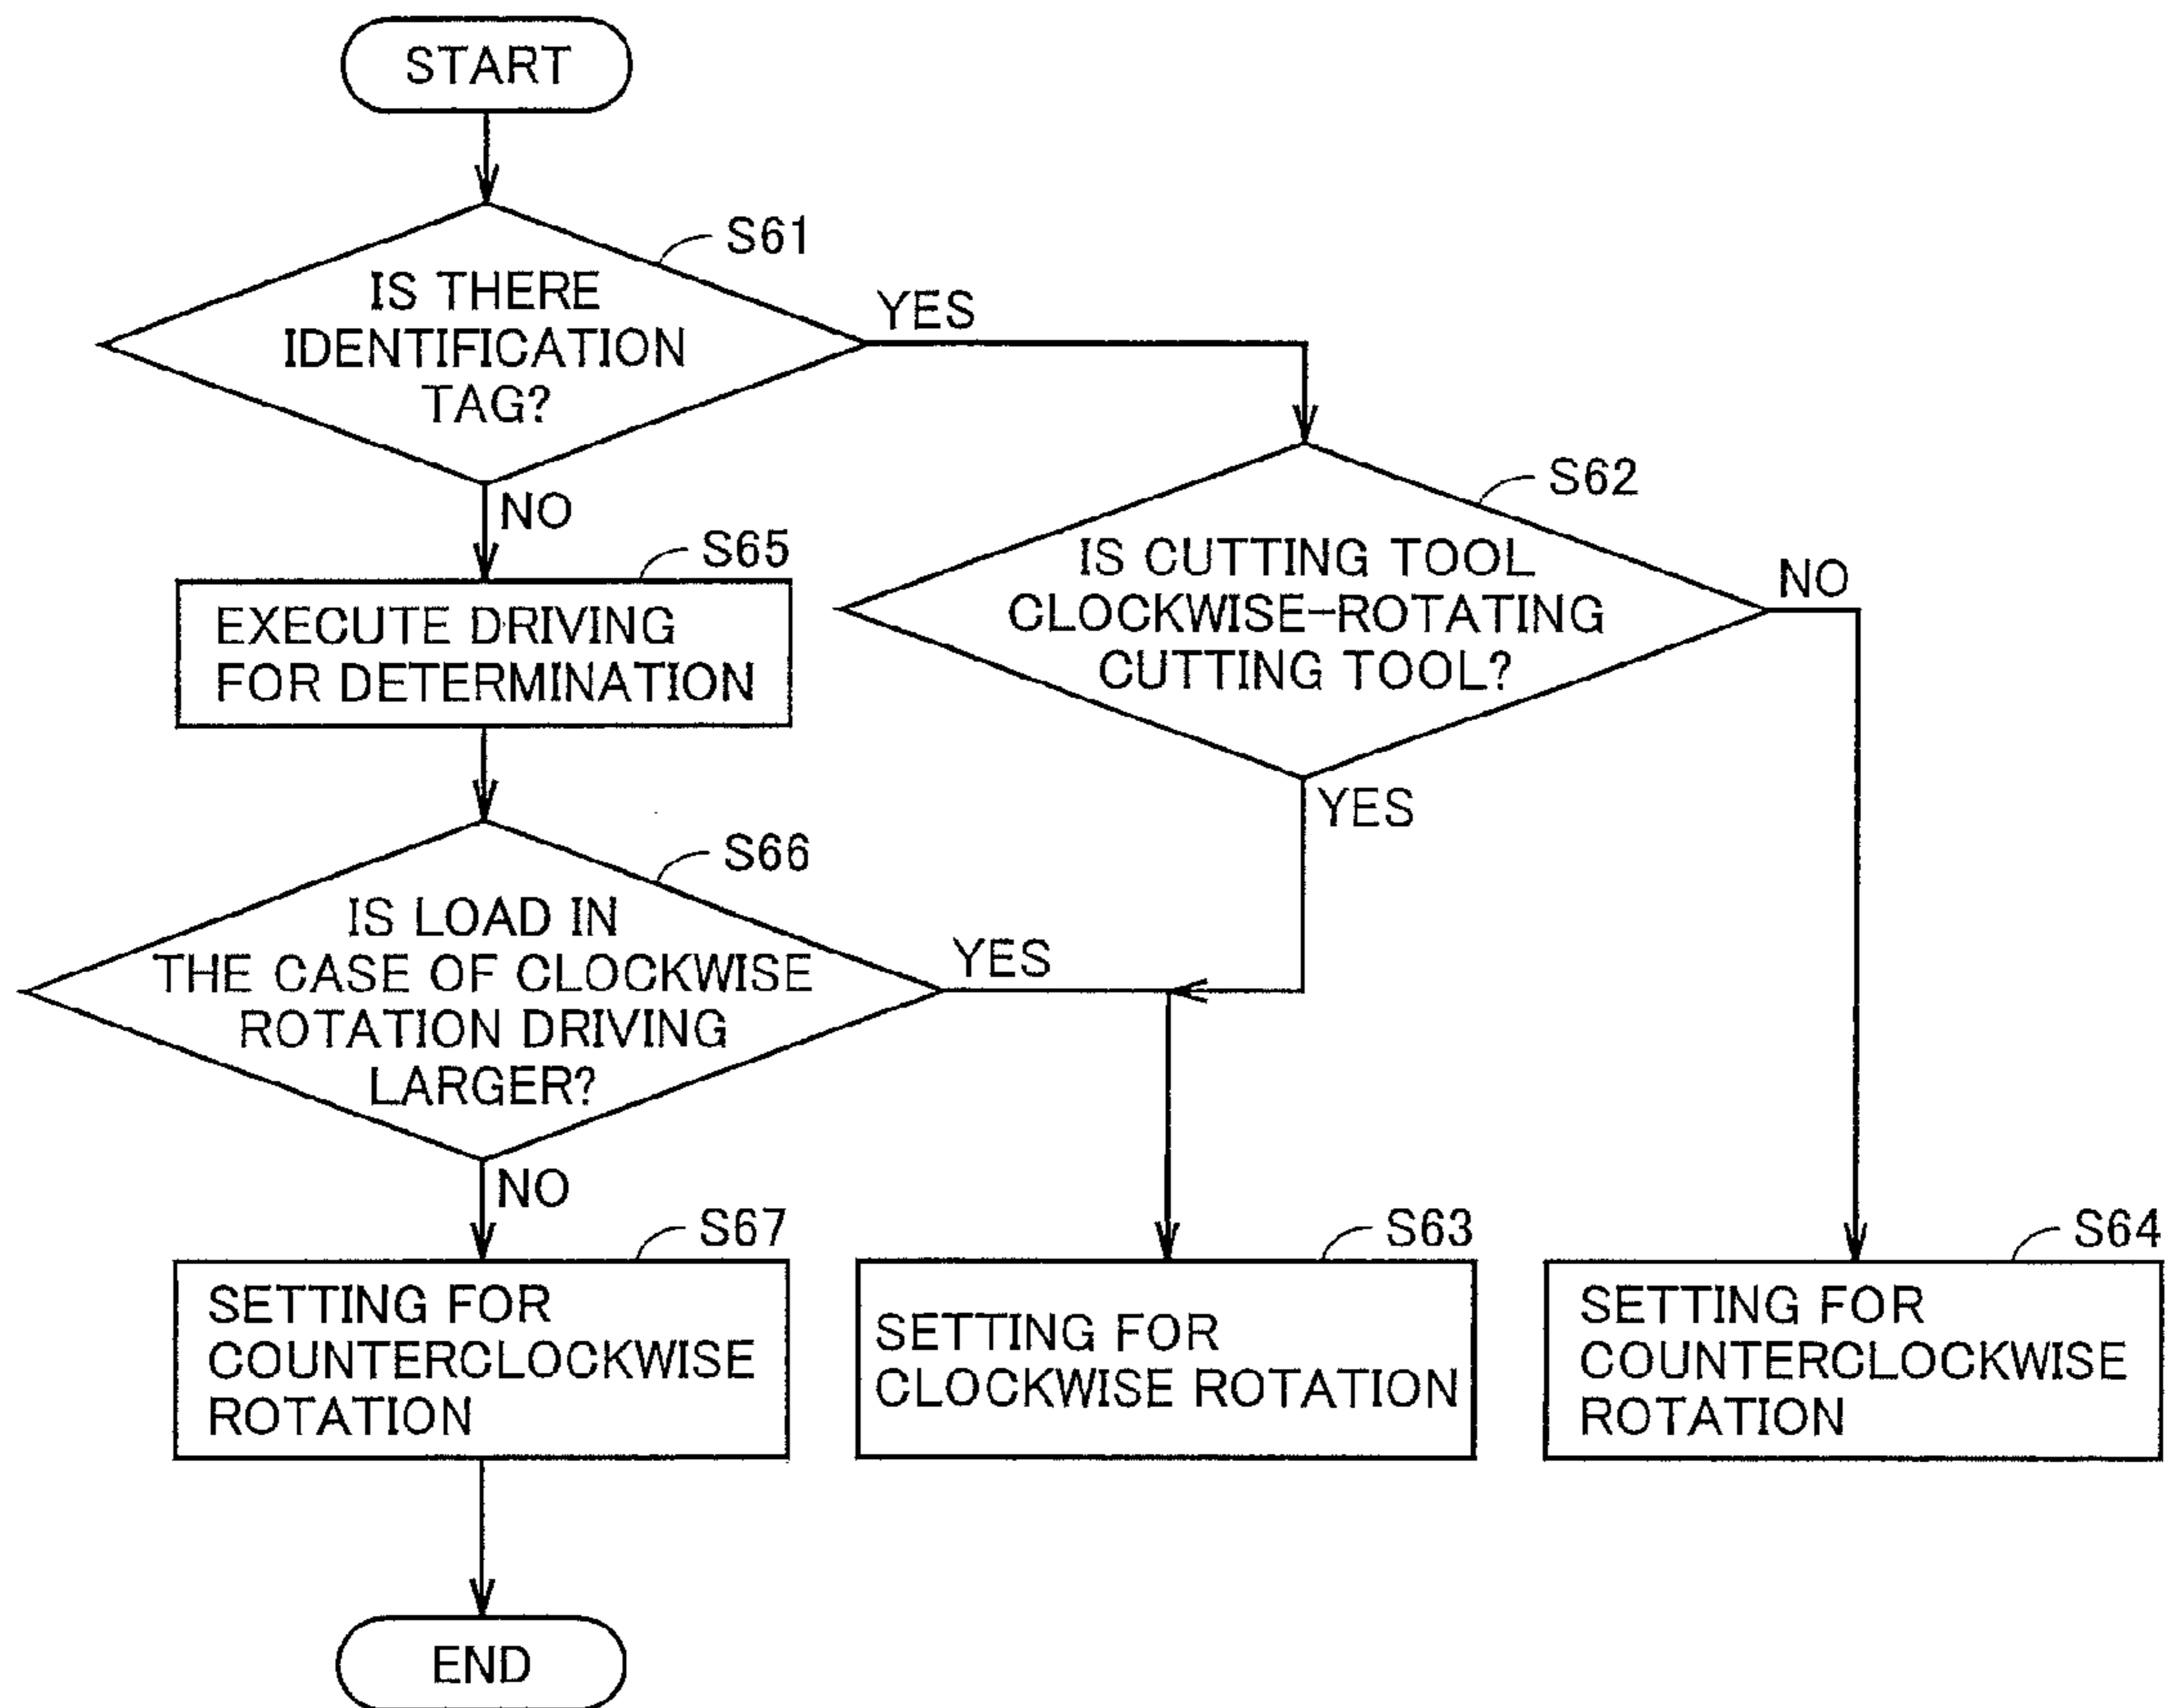 START
S61
IS THERE
IDENTIFICATION
TAG?
YES
NO
S62
IS CUTTING TOOL
CLOCKWISE-ROTATING
CUTTING TOOL?
NO
YES
S65
EXECUTE DRIVING
FOR DETERMINATION
S66
IS LOAD IN
THE CASE OF CLOCKWISE
ROTATION DRIVING
LARGER?
YES
NO
S67
SETTING FOR
COUNTERCLOCKWISE
ROTATION
S63
SETTING FOR
CLOCKWISE ROTATION
S64
SETTING FOR
COUNTERCLOCKWISE
ROTATION
END